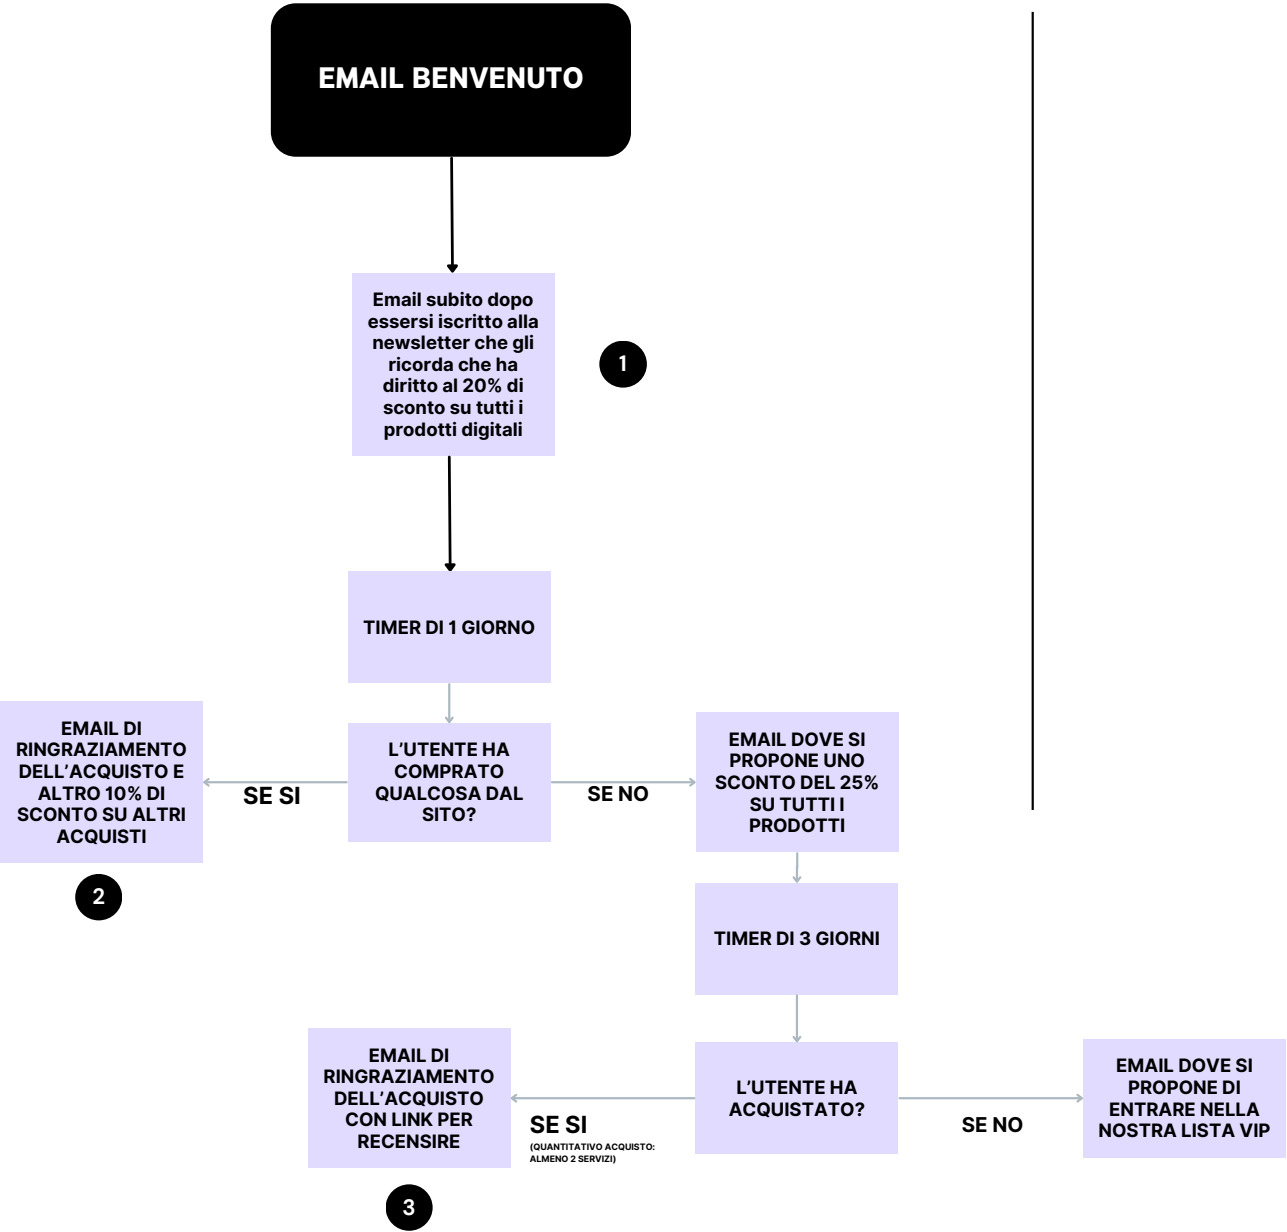 EMAIL BENVENUTO
Email subito dopo
essersi iscritto alla
newsletter che gli
ricorda che ha
diritto al 20% di
sconto su tutti i
prodotti digitali
1
TIMER DI 1 GIORNO
EMAIL DI
RINGRAZIAMENTO
DELL’ACQUISTO E
ALTRO 10% DI
SCONTO SU ALTRI
ACQUISTI
2
SE SI
L’UTENTE HA
COMPRATO
QUALCOSA DAL
SITO?
SE NO
EMAIL DOVE SI
PROPONE UNO
SCONTO DEL 25%
SU TUTTI I
PRODOTTI
TIMER DI 3 GIORNI
EMAIL DI
RINGRAZIAMENTO
DELL’ACQUISTO
CON LINK PER
RECENSIRE
3
SE SI
(QUANTITATIVO ACQUISTO:
ALMENO 2 SERVIZI)
L’UTENTE HA
ACQUISTATO?
SE NO
EMAIL DOVE SI
PROPONE DI
ENTRARE NELLA
NOSTRA LISTA VIP